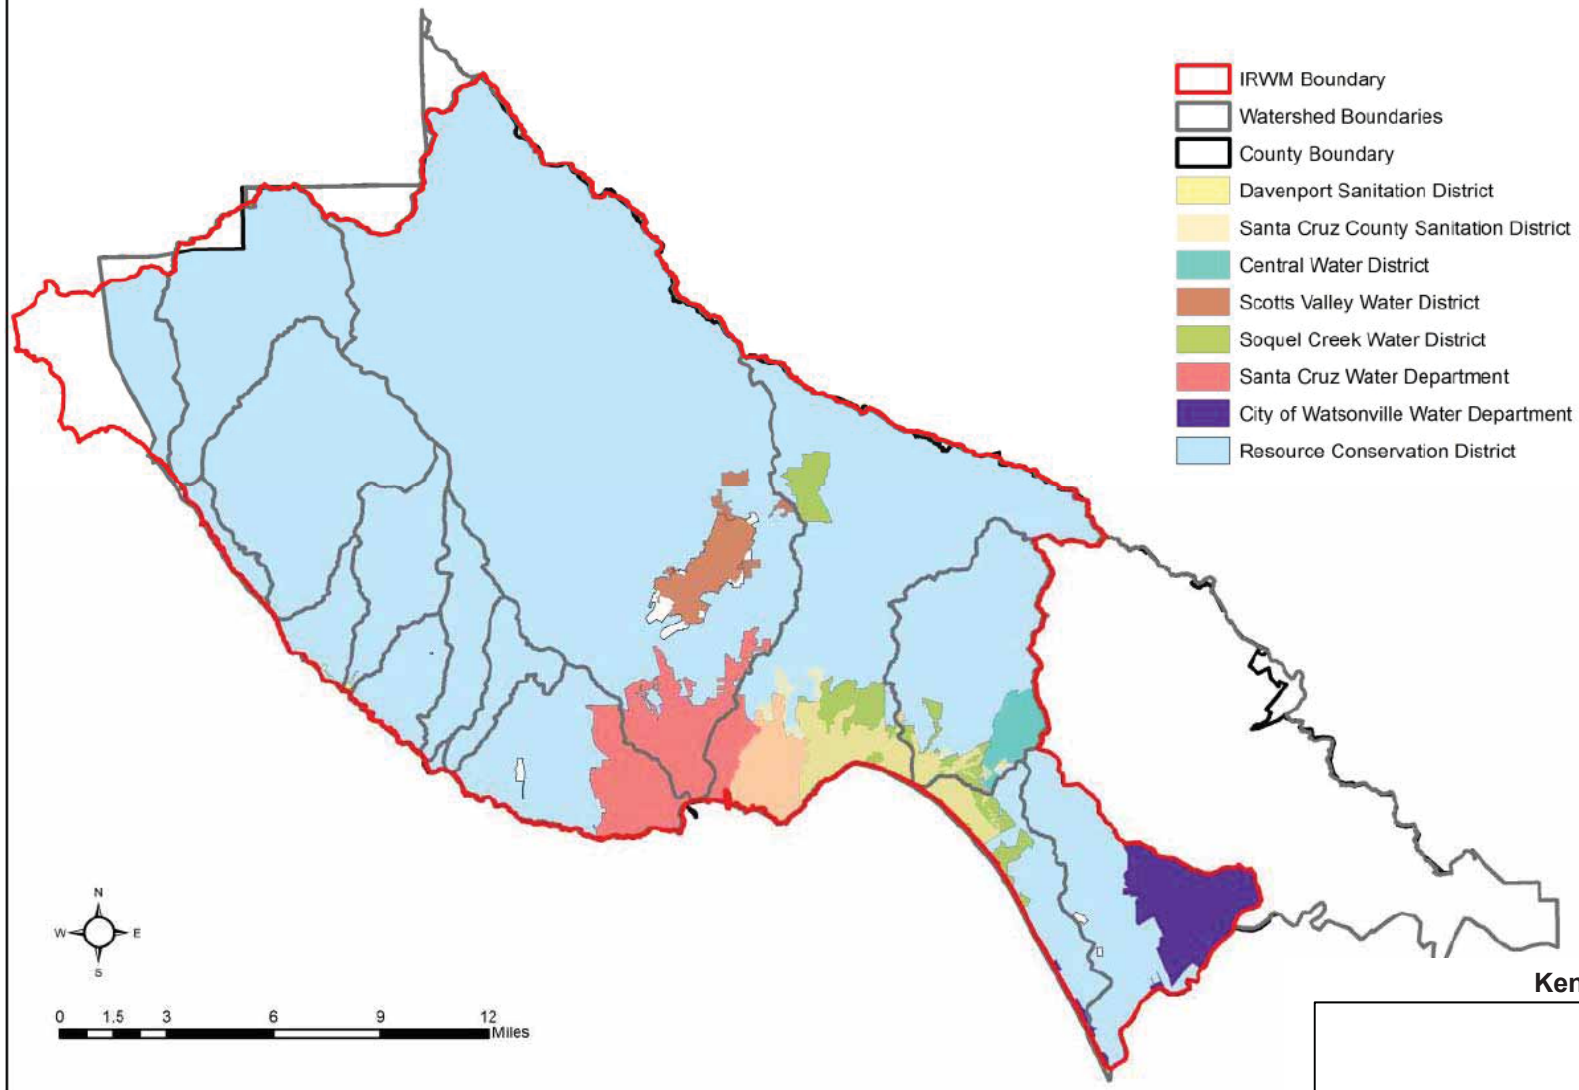 IRWM Boundary
Watershed Boundaries
County Boundary
Davenport Sanitation District
Santa Cruz County Sanitation District
Central Water District
Scotts Valley Water District
Soquel Creek Water District
Santa Cruz Water Department
City of Watsonville Water Department
Resource Conservation District
N
W E
S
0 1.5 3 6 9 12
Miles
Ken